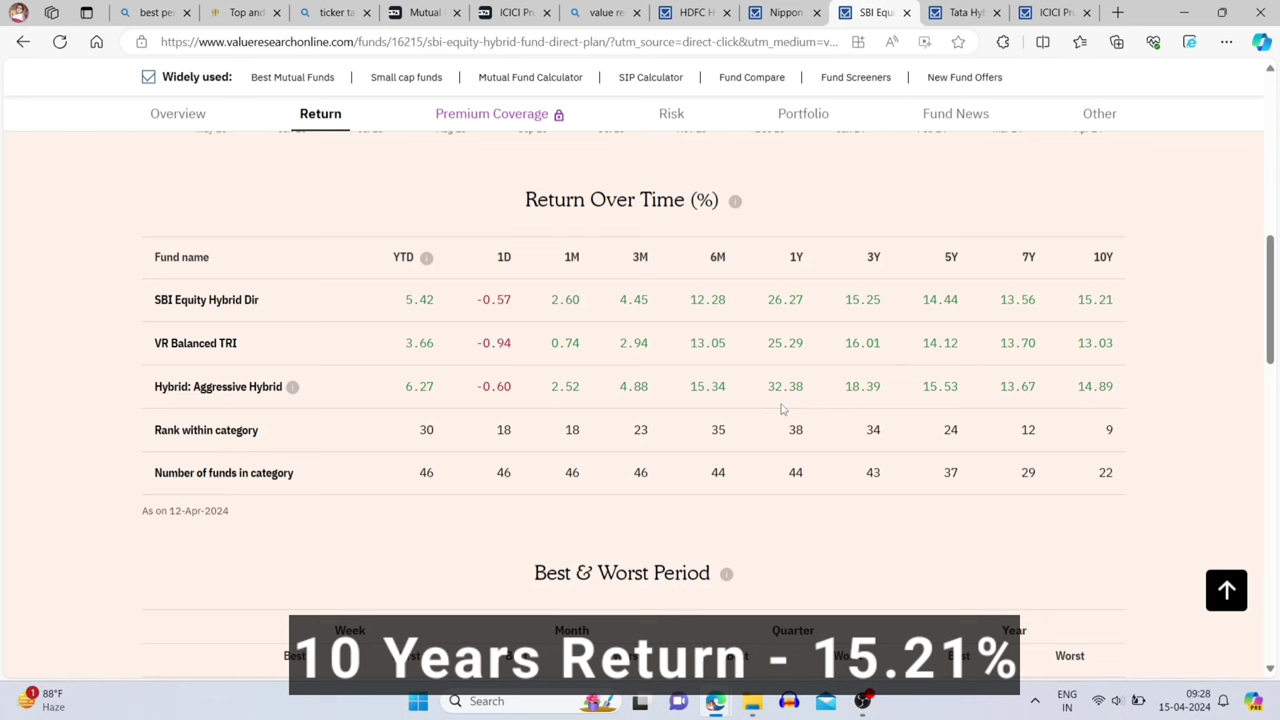 best pe
Top and
ticker ta
Mutual
ICICI Pr
value re
HDFC H
Nippon
SBI Equ
Tata Hyl
ICICI Pr
https://www.valueresearchonline.com/funds/16215/sbi-equity-hybrid-fund-direct-plan/?utm_source=direct-click&utm_medium=v...
Widely used: Best Mutual Funds | Small cap funds | Mutual Fund Calculator | SIP Calculator | Fund Compare | Fund Screeners | New Fund Offers
Overview Return Premium Coverage Risk Portfolio Fund News Other
Return Over Time (%)
Fund name YTD 1D 1M 3M 6M 1Y 3Y 5Y 7Y 10Y
SBI Equity Hybrid Dir 5.42 -0.57 2.60 4.45 12.28 26.27 15.25 14.44 13.56 15.21
VR Balanced TRI 3.66 -0.94 0.74 2.94 13.05 25.29 16.01 14.12 13.70 13.03
Hybrid: Aggressive Hybrid 6.27 -0.60 2.52 4.88 15.34 32.38 18.39 15.53 13.67 14.89
Rank within category 30 18 18 23 35 38 34 24 12 9
Number of funds in category 46 46 46 46 44 44 43 37 29 22
As on 12-Apr-2024
Best & Worst Period
Week Month Quarter Year
Worst
10 Years Return - 15.21%
88°F
Haze
Search
ENG
IN
09:28
15-04-2024